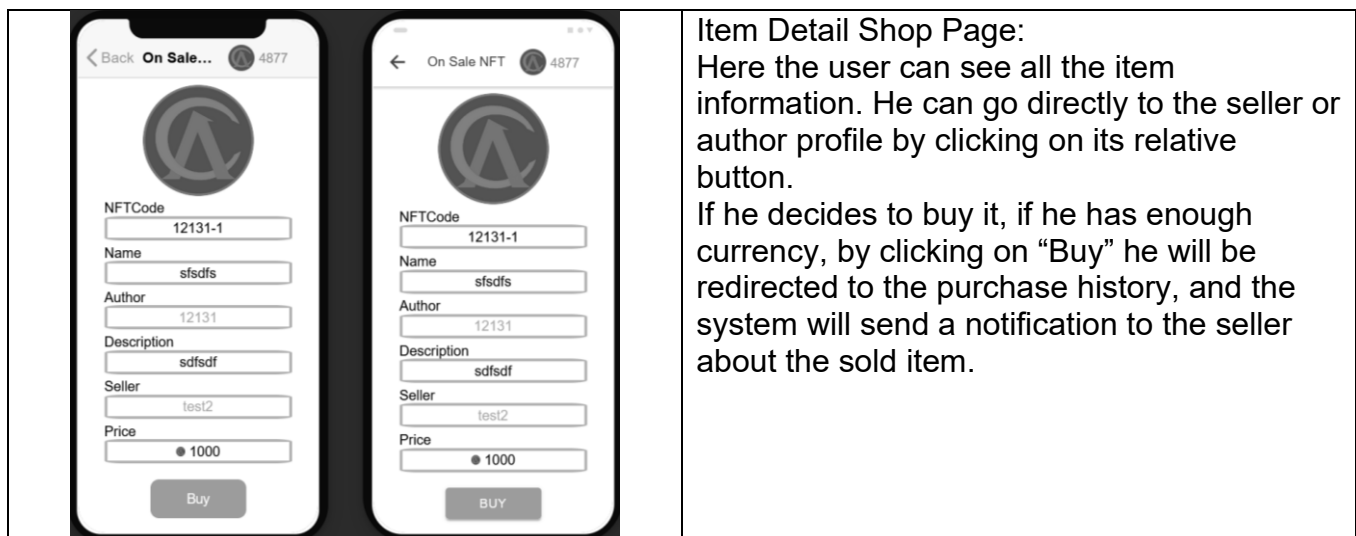 Back On Sale... 4877
NFTCode
12131-1
Name
sfsdfs
Author
12131
Description
sdfsdf
Seller
test2
Price
1000
Buy
On Sale NFT 4877
NFTCode
12131-1
Name
sfsdfs
Author
12131
Description
sdfsdf
Seller
test2
Price
1000
BUY
Item Detail Shop Page:
Here the user can see all the item
information. He can go directly to the seller or
author profile by clicking on its relative
button.
If he decides to buy it, if he has enough
currency, by clicking on “Buy” he will be
redirected to the purchase history, and the
system will send a notification to the seller
about the sold item.